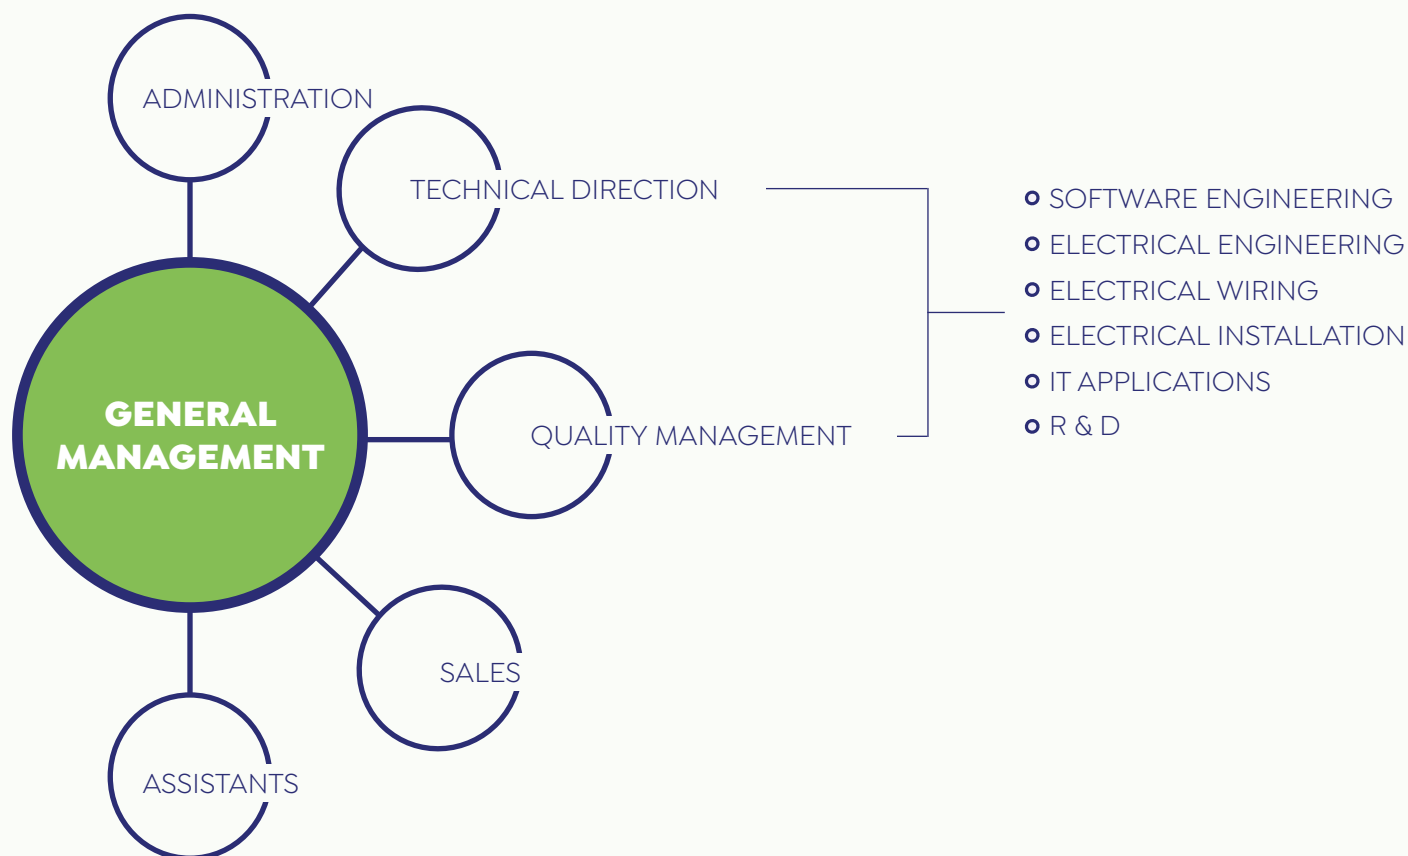 ADMINISTRATION
TECHNICAL DIRECTION
GENERAL
MANAGEMENT
QUALITY MANAGEMENT
SALES
ASSISTANTS
SOFTWARE ENGINEERING
ELECTRICAL ENGINEERING
ELECTRICAL WIRING
ELECTRICAL INSTALLATION
IT APPLICATIONS
R & D